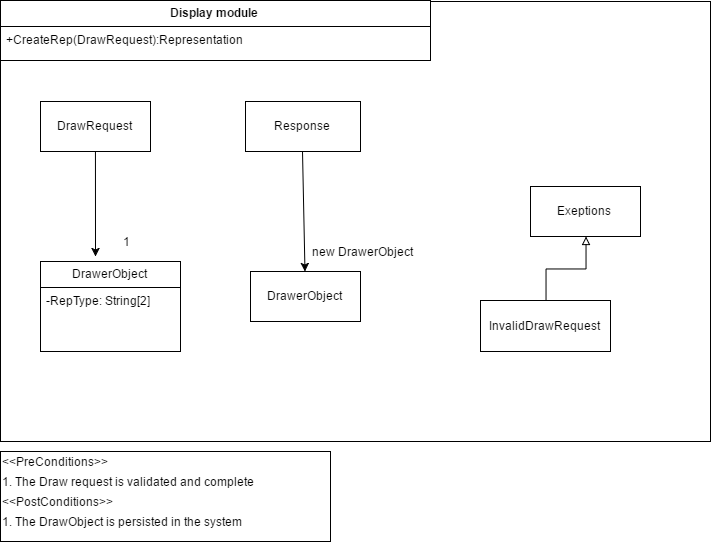 Display module
+CreateRep(DrawRequest):Representation
DrawRequest
Response
Exeptions
1
new DrawerObject
DrawerObject
-RepType: String[2]
DrawerObject
InvalidDrawRequest
<<PreConditions>>
1. The Draw request is validated and complete
<<PostConditions>>
1. The DrawObject is persisted in the system